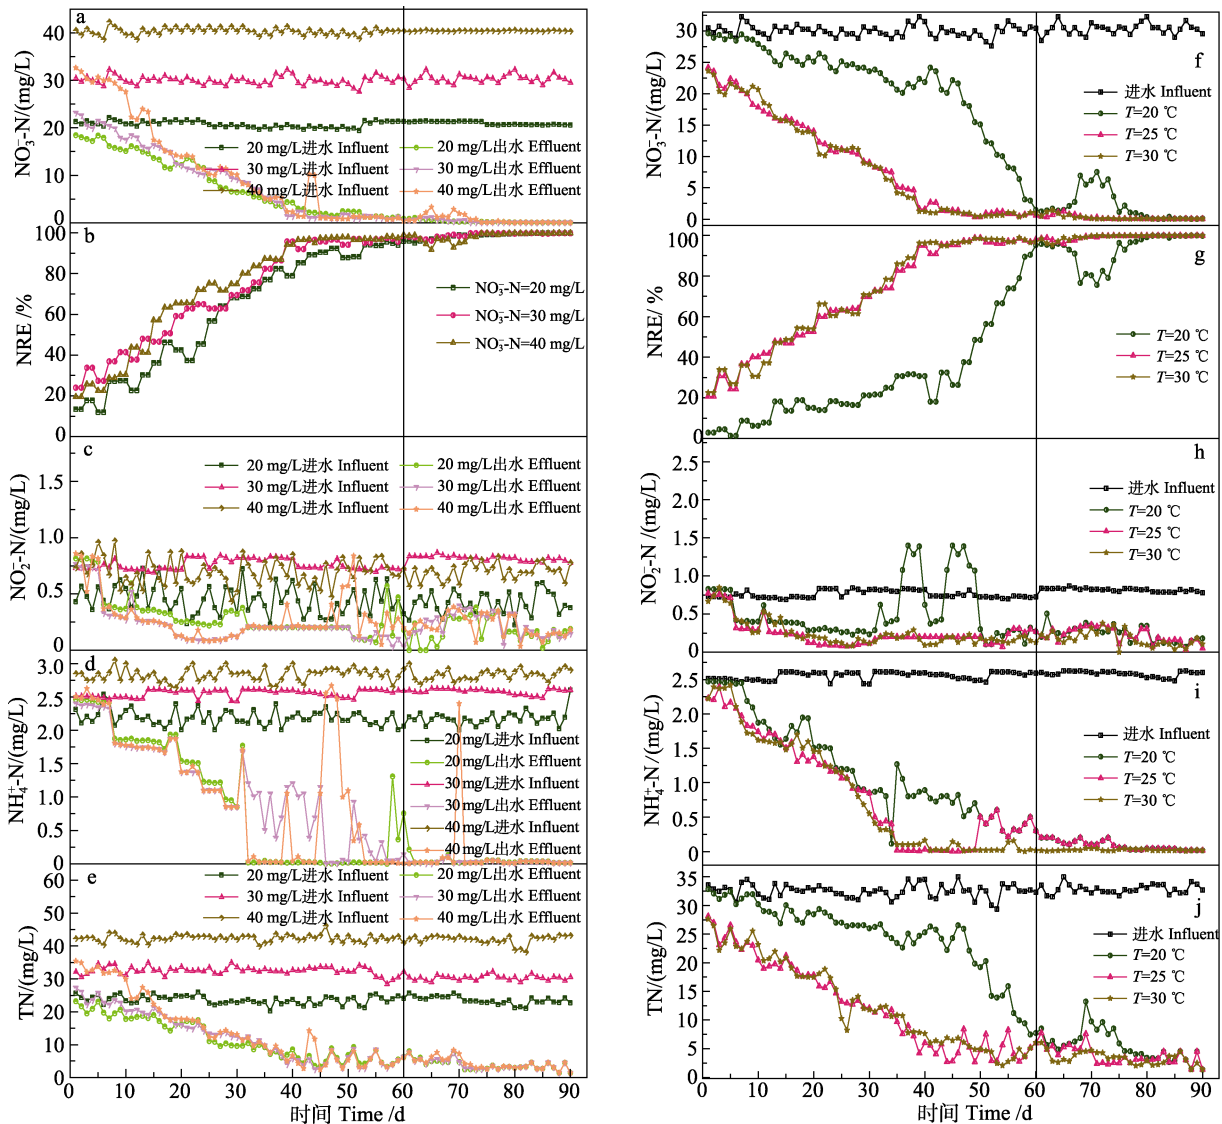 a
NO₃⁻-N/(mg/L)
40
30
20
10
0
20 mg/L进水 Influent
30 mg/L进水 Influent
40 mg/L进水 Influent
20 mg/L出水 Effluent
30 mg/L出水 Effluent
40 mg/L出水 Effluent
b
NRE /%
100
80
60
40
20
0
NO₃⁻-N=20 mg/L
NO₃⁻-N=30 mg/L
NO₃⁻-N=40 mg/L
c
NO₂⁻-N/(mg/L)
1.5
1.0
0.5
0
20 mg/L进水 Influent
30 mg/L进水 Influent
40 mg/L进水 Influent
20 mg/L出水 Effluent
30 mg/L出水 Effluent
40 mg/L出水 Effluent
d
NH₄⁺-N/(mg/L)
3.0
2.5
2.0
1.5
1.0
0.5
0
20 mg/L进水 Influent
20 mg/L出水 Effluent
30 mg/L进水 Influent
30 mg/L出水 Effluent
40 mg/L进水 Influent
40 mg/L出水 Effluent
e
TN/(mg/L)
60
50
40
30
20
10
0
20 mg/L进水 Influent
30 mg/L进水 Influent
40 mg/L进水 Influent
20 mg/L出水 Effluent
30 mg/L出水 Effluent
40 mg/L出水 Effluent
0 10 20 30 40 50 60 70 80 90
时间 Time /d
f
NO₃⁻-N/(mg/L)
30
25
20
15
10
5
0
进水 Influent
T=20 ℃
T=25 ℃
T=30 ℃
g
NRE/ %
100
80
60
40
20
0
T=20 ℃
T=25 ℃
T=30 ℃
h
NO₂⁻-N /(mg/L)
2.5
2.0
1.5
1.0
0.5
0
进水 Influent
T=20 ℃
T=25 ℃
T=30 ℃
i
NH₄⁺-N /(mg/L)
2.5
2.0
1.5
1.0
0.5
0
进水 Influent
T=20 ℃
T=25 ℃
T=30 ℃
j
TN/(mg/L)
35
30
25
20
15
10
5
0
进水 Influent
T=20 ℃
T=25 ℃
T=30 ℃
0 10 20 30 40 50 60 70 80 90
时间 Time /d